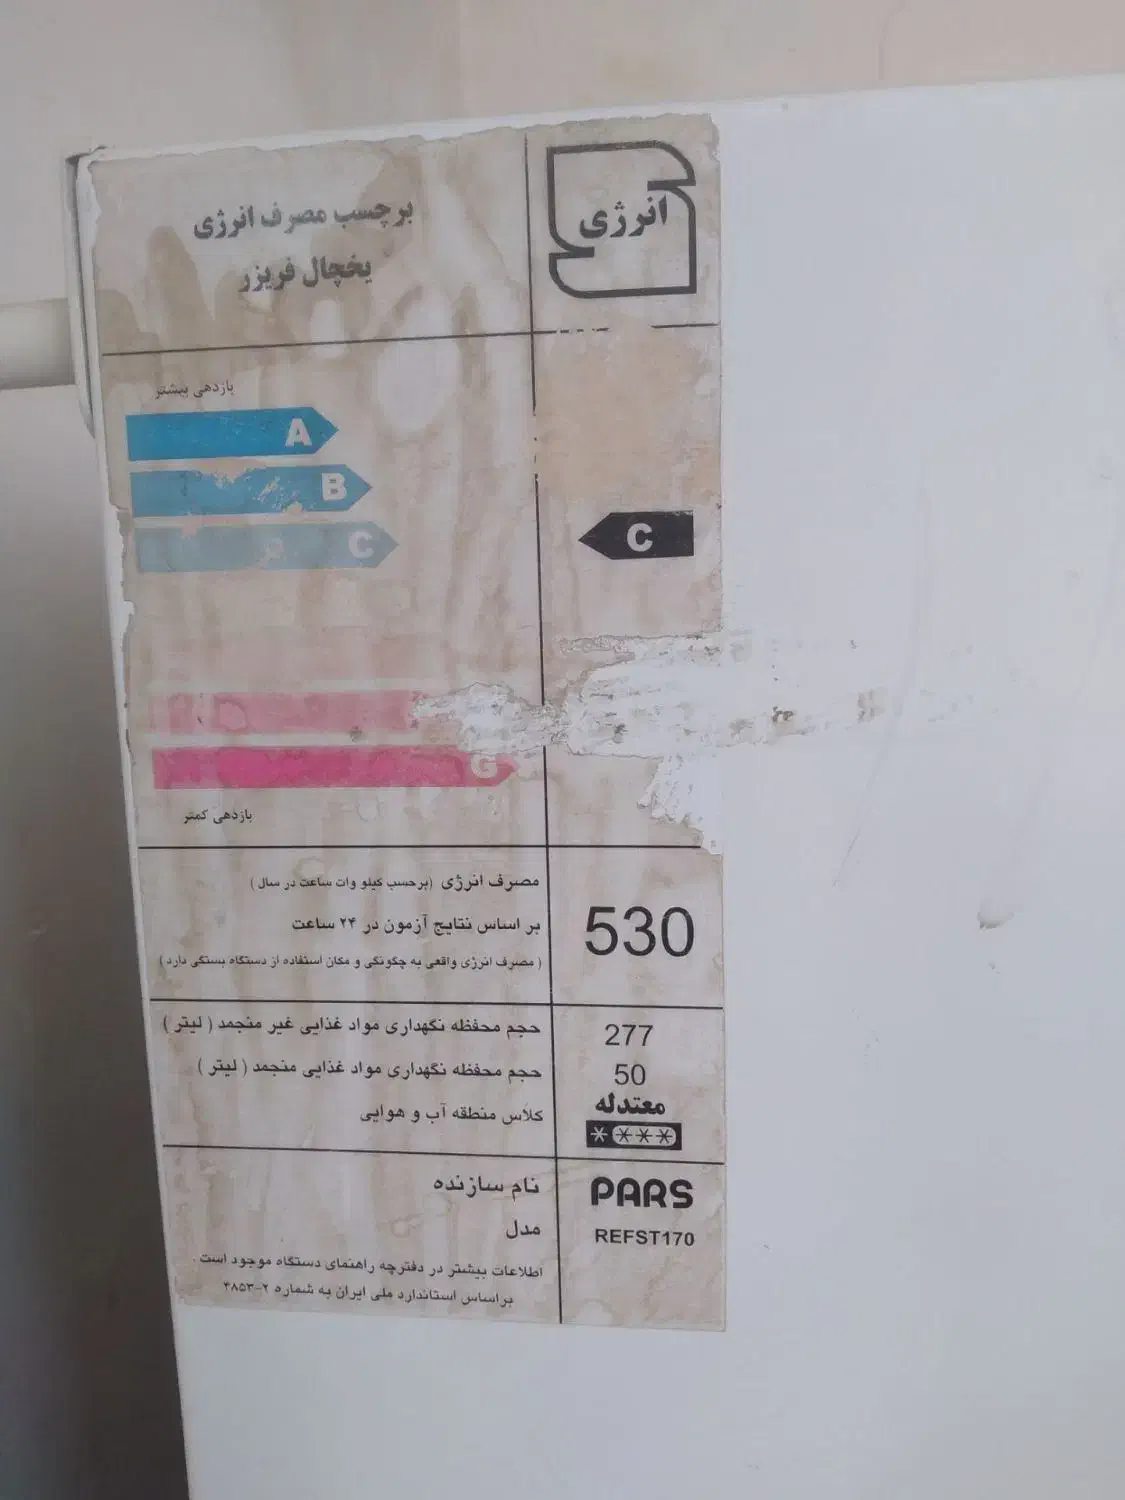 برچسب مصرف انرژی
یخچال فریزر
انرژی
بازدهی بیشتر
A
B
C
C
G
بازدهی کمتر
مصرف انرژی (برحسب کیلو وات ساعت در سال)
بر اساس نتایج آزمون در ۲۴ ساعت
(مصرف انرژی واقعی به چگونگی و مکان استفاده از دستگاه بستگی دارد)
530
حجم محفظه نگهداری مواد غذایی غیر منجمد (لیتر)
277
حجم محفظه نگهداری مواد غذایی منجمد (لیتر)
50
کلاس منطقه آب و هوایی
معتدله
****
نام سازنده
PARS
مدل
REFST170
اطلاعات بیشتر در دفترچه راهنمای دستگاه موجود است.
براساس استاندارد ملی ایران به شماره ۲-۴۸۵۳